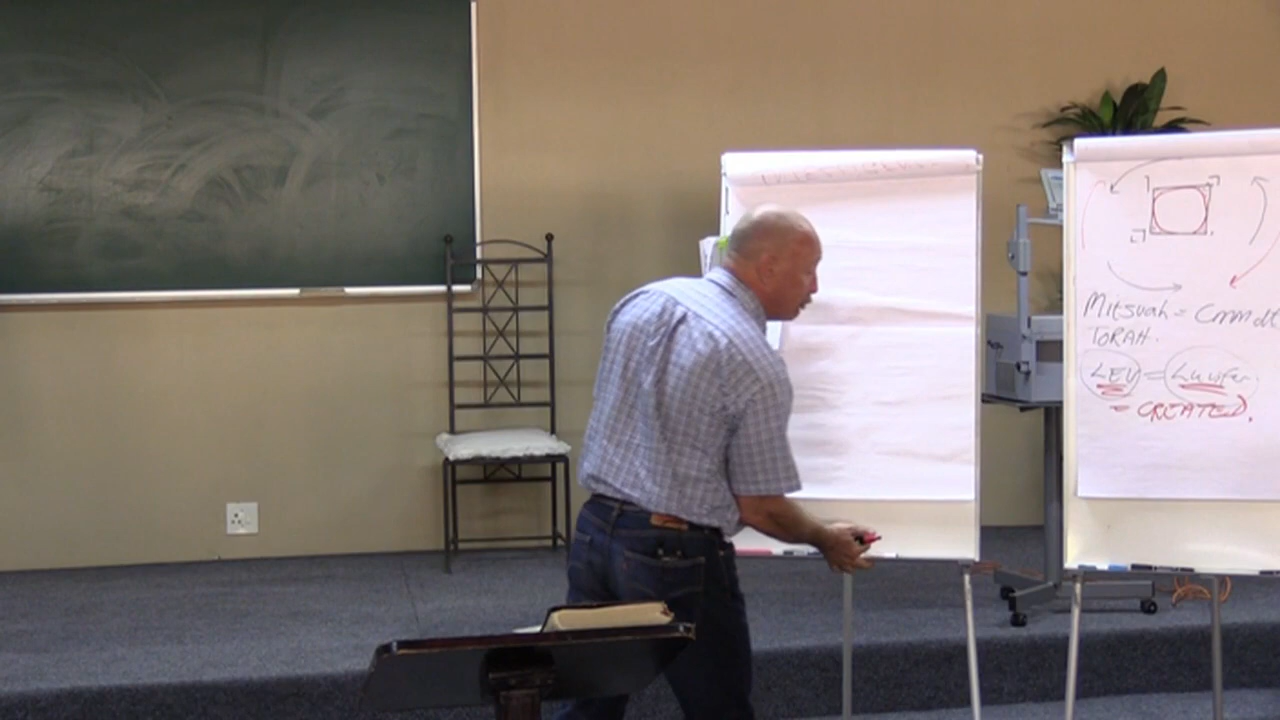 Mitsvah = Cmmdt
TORAH.
LEV = Lucifer.
= CREATED.